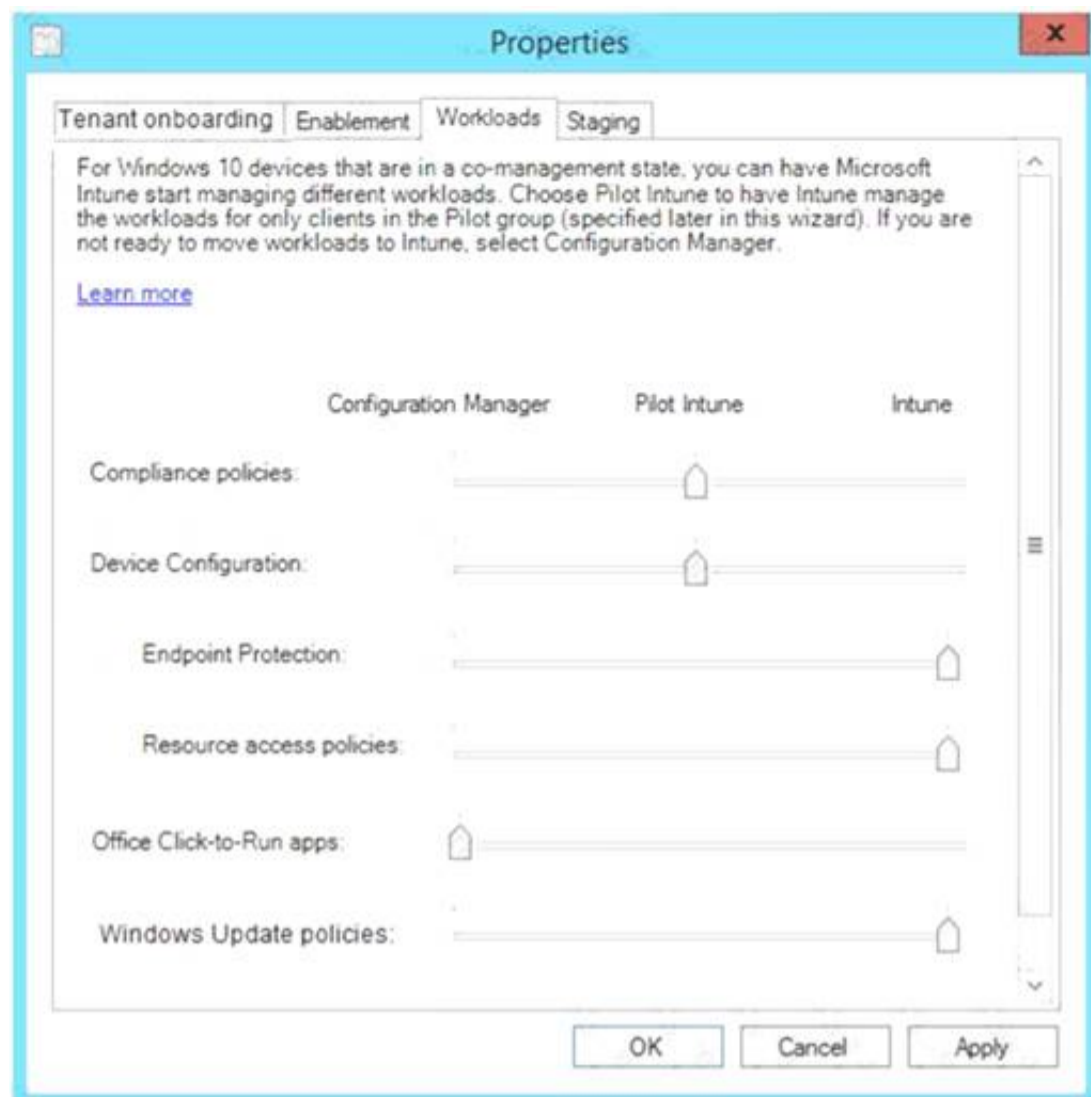 Properties
x
Tenant onboarding Enablement Workloads Staging
For Windows 10 devices that are in a co-management state, you can have Microsoft
Intune start managing different workloads. Choose Pilot Intune to have Intune manage
the workloads for only clients in the Pilot group (specified later in this wizard). If you are
not ready to move workloads to Intune, select Configuration Manager.
Learn more
Configuration Manager Pilot Intune Intune
Compliance policies:
Device Configuration:
Endpoint Protection:
Resource access policies:
Office Click-to-Run apps:
Windows Update policies:
OK Cancel Apply